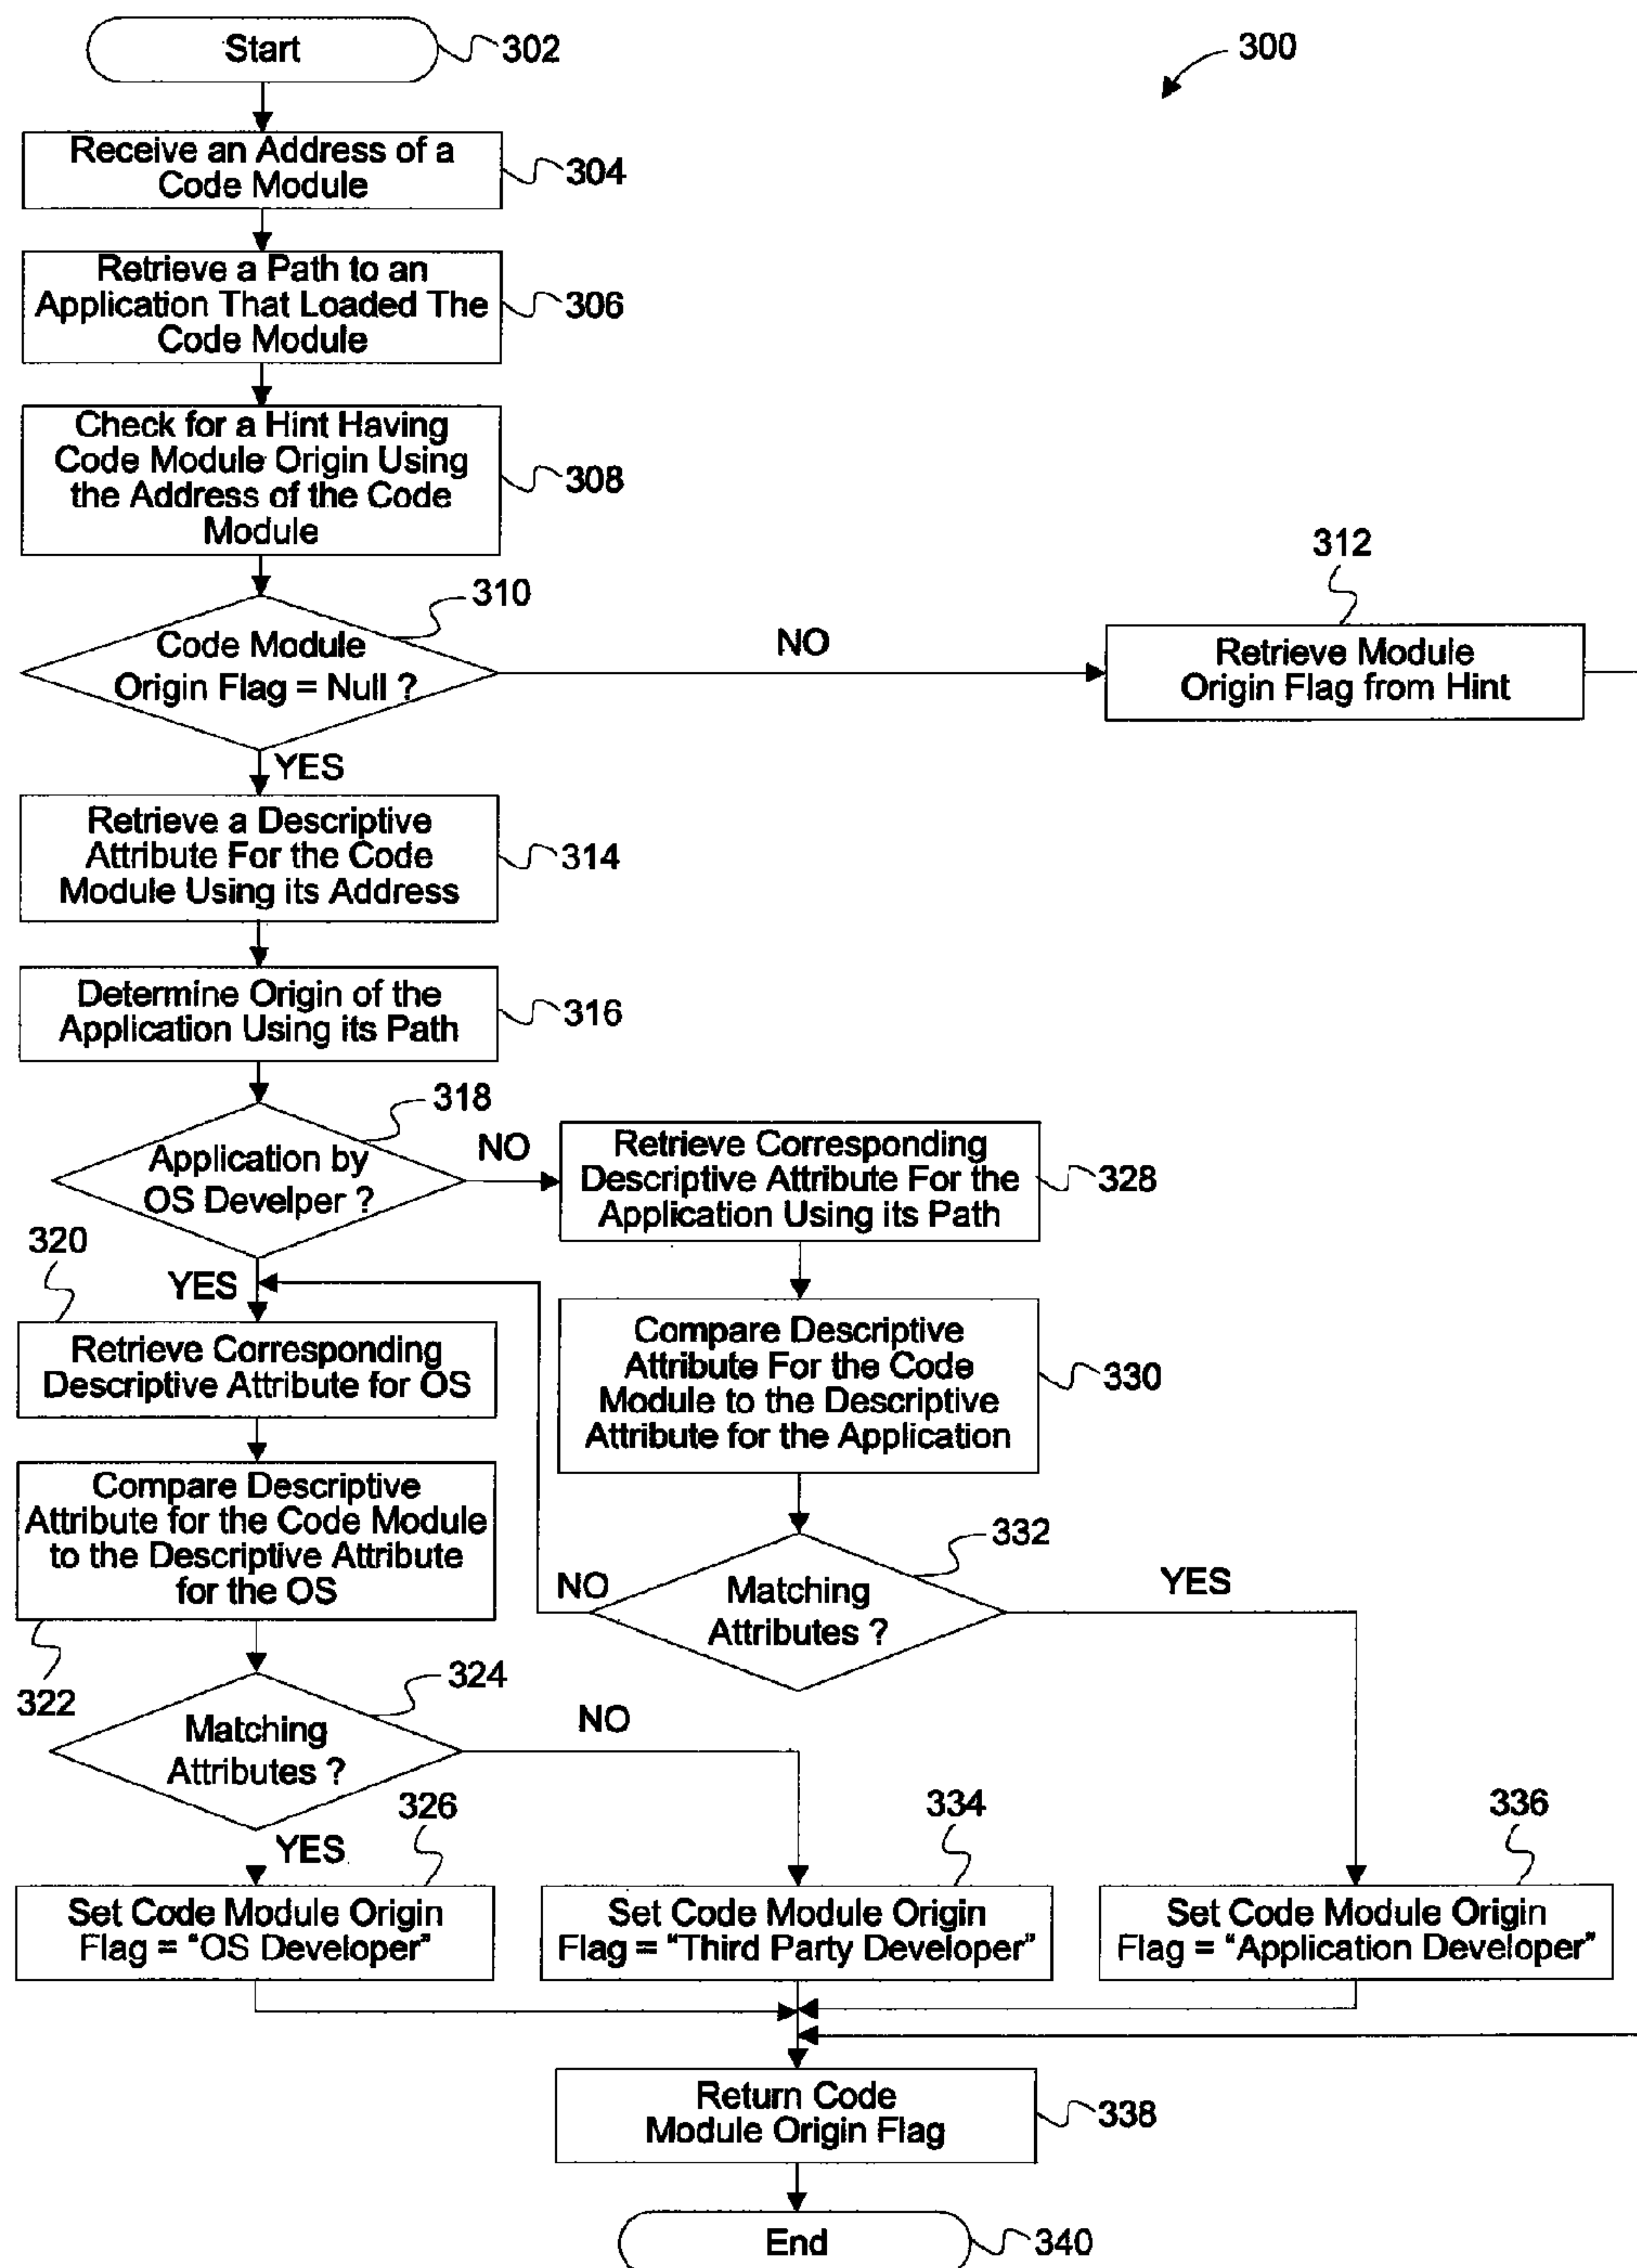 Start
302
300
Receive an Address of a
Code Module
304
Retrieve a Path to an
Application That Loaded The
Code Module
306
Check for a Hint Having
Code Module Origin Using
the Address of the Code
Module
308
310
Code Module
Origin Flag = Null ?
NO
312
Retrieve Module
Origin Flag from Hint
YES
Retrieve a Descriptive
Attribute For the Code
Module Using its Address
314
Determine Origin of the
Application Using its Path
316
318
Application by
OS Develper ?
NO
Retrieve Corresponding
Descriptive Attribute For the
Application Using its Path
328
320
YES
Retrieve Corresponding
Descriptive Attribute for OS
Compare Descriptive
Attribute For the Code
Module to the Descriptive
Attribute for the Application
330
Compare Descriptive
Attribute for the Code Module
to the Descriptive Attribute
for the OS
322
332
Matching
Attributes ?
NO
YES
324
Matching
Attributes ?
NO
YES
326
334
336
Set Code Module Origin
Flag = "OS Developer"
Set Code Module Origin
Flag = "Third Party Developer"
Set Code Module Origin
Flag = "Application Developer"
Return Code
Module Origin Flag
338
End
340